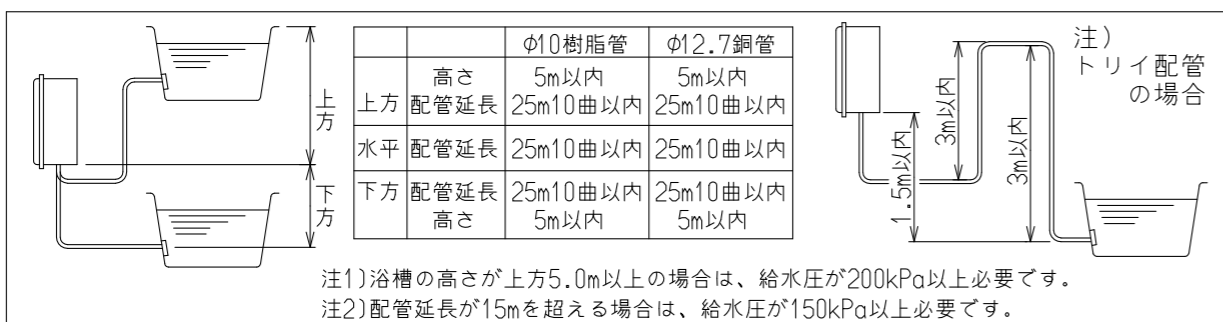 上方
下方
φ10樹脂管 φ12.7銅管
上方 高さ 5m以内 5m以内
配管延長 25m10曲以内 25m10曲以内
水平 配管延長 25m10曲以内 25m10曲以内
下方 配管延長 25m10曲以内 25m10曲以内
高さ 5m以内 5m以内
1.5m以内
3m以内
3m以内
注)
トリイ配管
の場合
注1)浴槽の高さが上方5.0m以上の場合は、給水圧が200kPa以上必要です。
注2)配管延長が15mを超える場合は、給水圧が150kPa以上必要です。